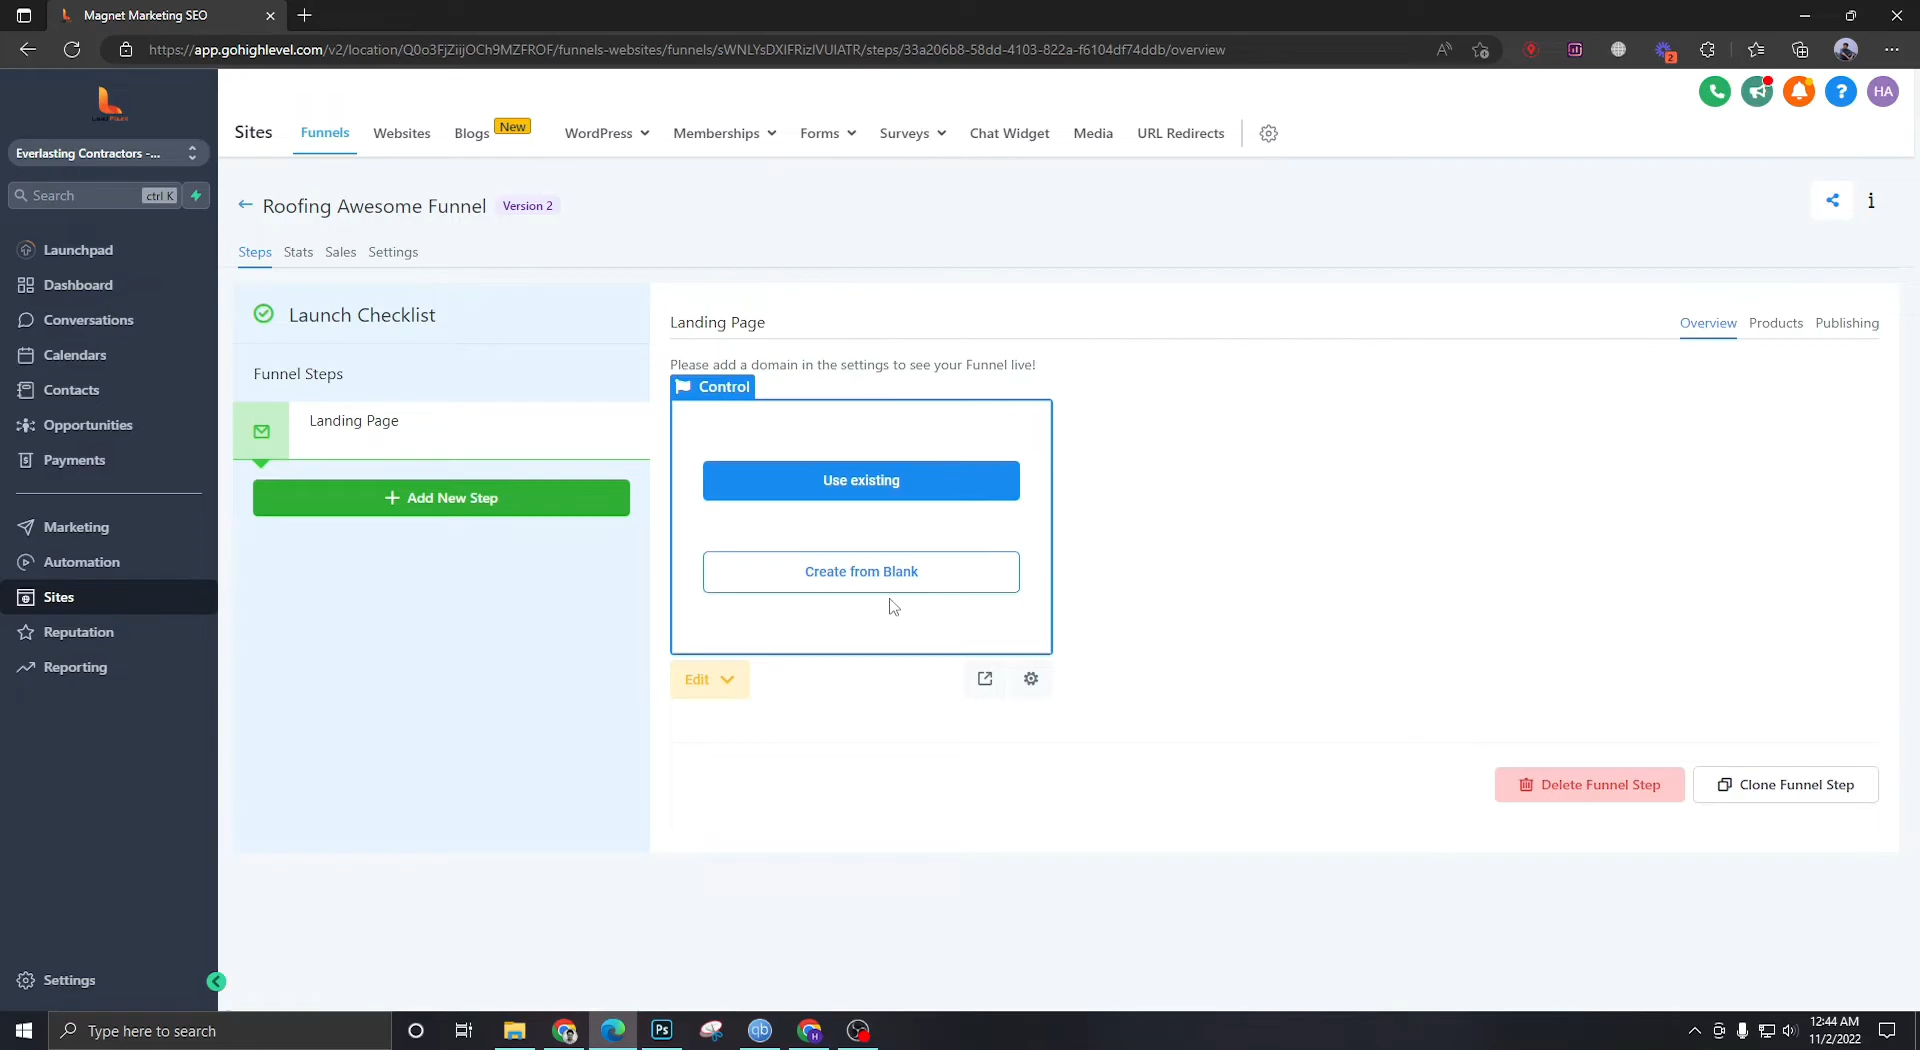 Magnet Marketing SEO
https://app.gohighlevel.com/v2/location/Q0o3FjZiijOCh9MZFROF/funnels-websites/funnels/sWNLYsDXIFRizlVUIATR/steps/33a206b8-58dd-4103-822a-f6104df74ddb/overview
2
HA
Sites
Funnels
Websites
Blogs
New
WordPress
Memberships
Forms
Surveys
Chat Widget
Media
URL Redirects
Everlasting Contractors -...
Search
ctrl K
Launchpad
Dashboard
Conversations
Calendars
Contacts
Opportunities
Payments
Marketing
Automation
Sites
Reputation
Reporting
Settings
Roofing Awesome Funnel
Version 2
Steps
Stats
Sales
Settings
Launch Checklist
Funnel Steps
Landing Page
Add New Step
Landing Page
Overview
Products
Publishing
Please add a domain in the settings to see your Funnel live!
Control
Use existing
Create from Blank
Edit
Delete Funnel Step
Clone Funnel Step
Type here to search
Ps
qb
H
12:44 AM
11/2/2022